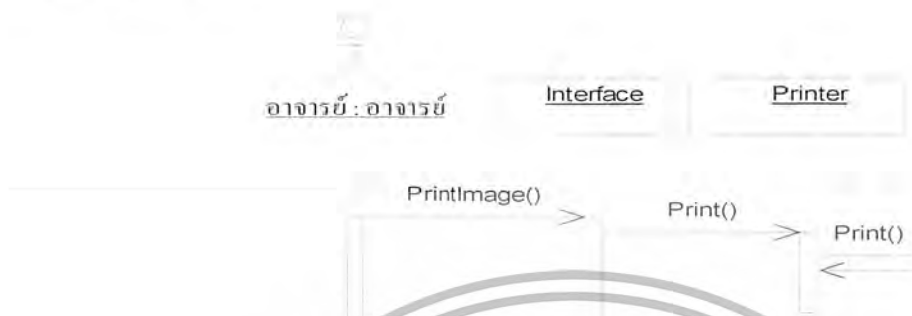 อาจารย์ : อาจารย์
Interface
Printer
PrintImage()
Print()
Print()